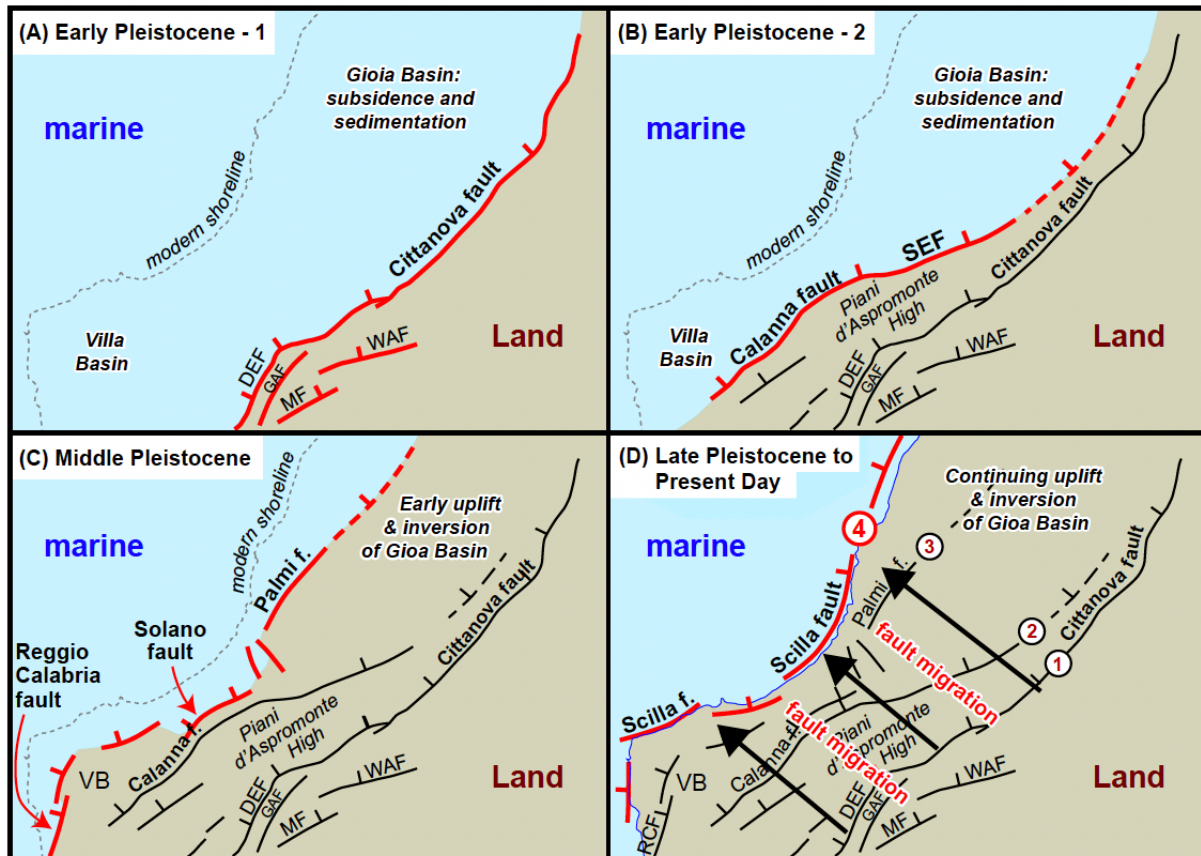 (A) Early Pleistocene - 1
Gioia Basin:
subsidence and
sedimentation
marine
modern shoreline
Cittanova fault
Villa
Basin
DEF
GAF
WAF
MF
Land
(B) Early Pleistocene - 2
Gioia Basin:
subsidence and
sedimentation
marine
modern shoreline
SEF
Cittanova fault
Calanna fault
Piani
d'Aspromonte
High
Villa
Basin
DEF
GAF
WAF
MF
Land
(C) Middle Pleistocene
modern shoreline
Early uplift
& inversion
of Gioa Basin
marine
Palmi f.
Cittanova fault
Solano
fault
Reggio
Calabria
fault
Piani
d'Aspromonte
High
VB
Calanna f.
DEF
GAF
WAF
MF
Land
(D) Late Pleistocene to
Present Day
Continuing uplift
& inversion
of Gioa Basin
marine
4
3
Palmi f.
Cittanova fault
2
1
Scilla fault
fault migration
Scilla f.
fault migration
Piani
d'Aspromonte
High
VB
Calanna f.
DEF
GAF
WAF
MF
RCF
Land